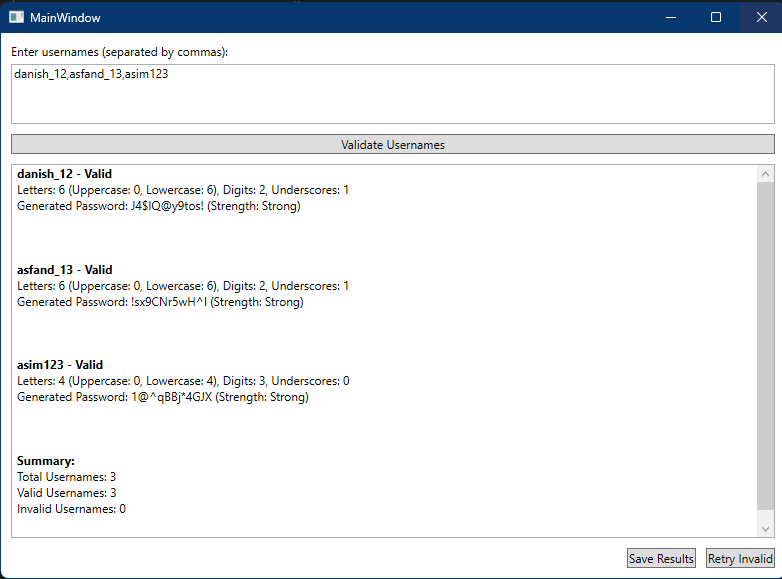 MainWindow
Enter usernames (separated by commas):
danish_12,asfand_13,asim123
Validate Usernames
danish_12 - Valid
Letters: 6 (Uppercase: 0, Lowercase: 6), Digits: 2, Underscores: 1
Generated Password: J4$IQ@y9tos! (Strength: Strong)
asfand_13 - Valid
Letters: 6 (Uppercase: 0, Lowercase: 6), Digits: 2, Underscores: 1
Generated Password: !sx9CNr5wH^I (Strength: Strong)
asim123 - Valid
Letters: 4 (Uppercase: 0, Lowercase: 4), Digits: 3, Underscores: 0
Generated Password: 1@^qBBj*4GJX (Strength: Strong)
Summary:
Total Usernames: 3
Valid Usernames: 3
Invalid Usernames: 0
Save Results
Retry Invalid